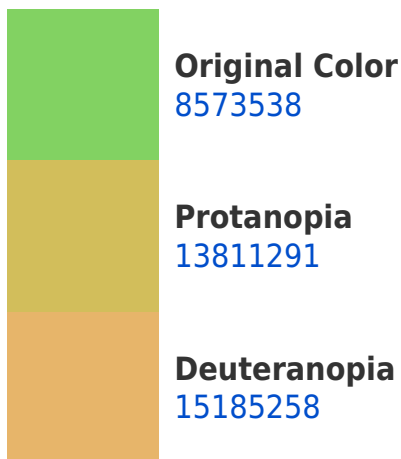 Original Color
8573538
Protanopia
13811291
Deuteranopia
15185258